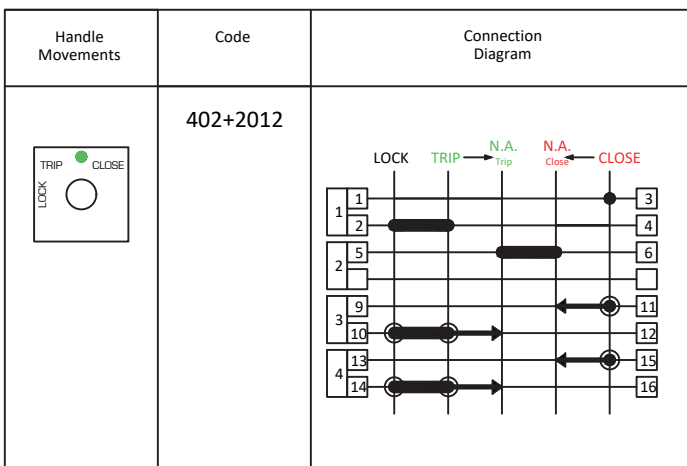 Handle
Movements
Code
Connection
Diagram
402+2012
TRIP
CLOSE
LOCK
LOCK
TRIP
N.A.
Trip
N.A.
Close
CLOSE
1
1
3
2
4
2
5
6
3
9
11
10
12
4
13
15
14
16